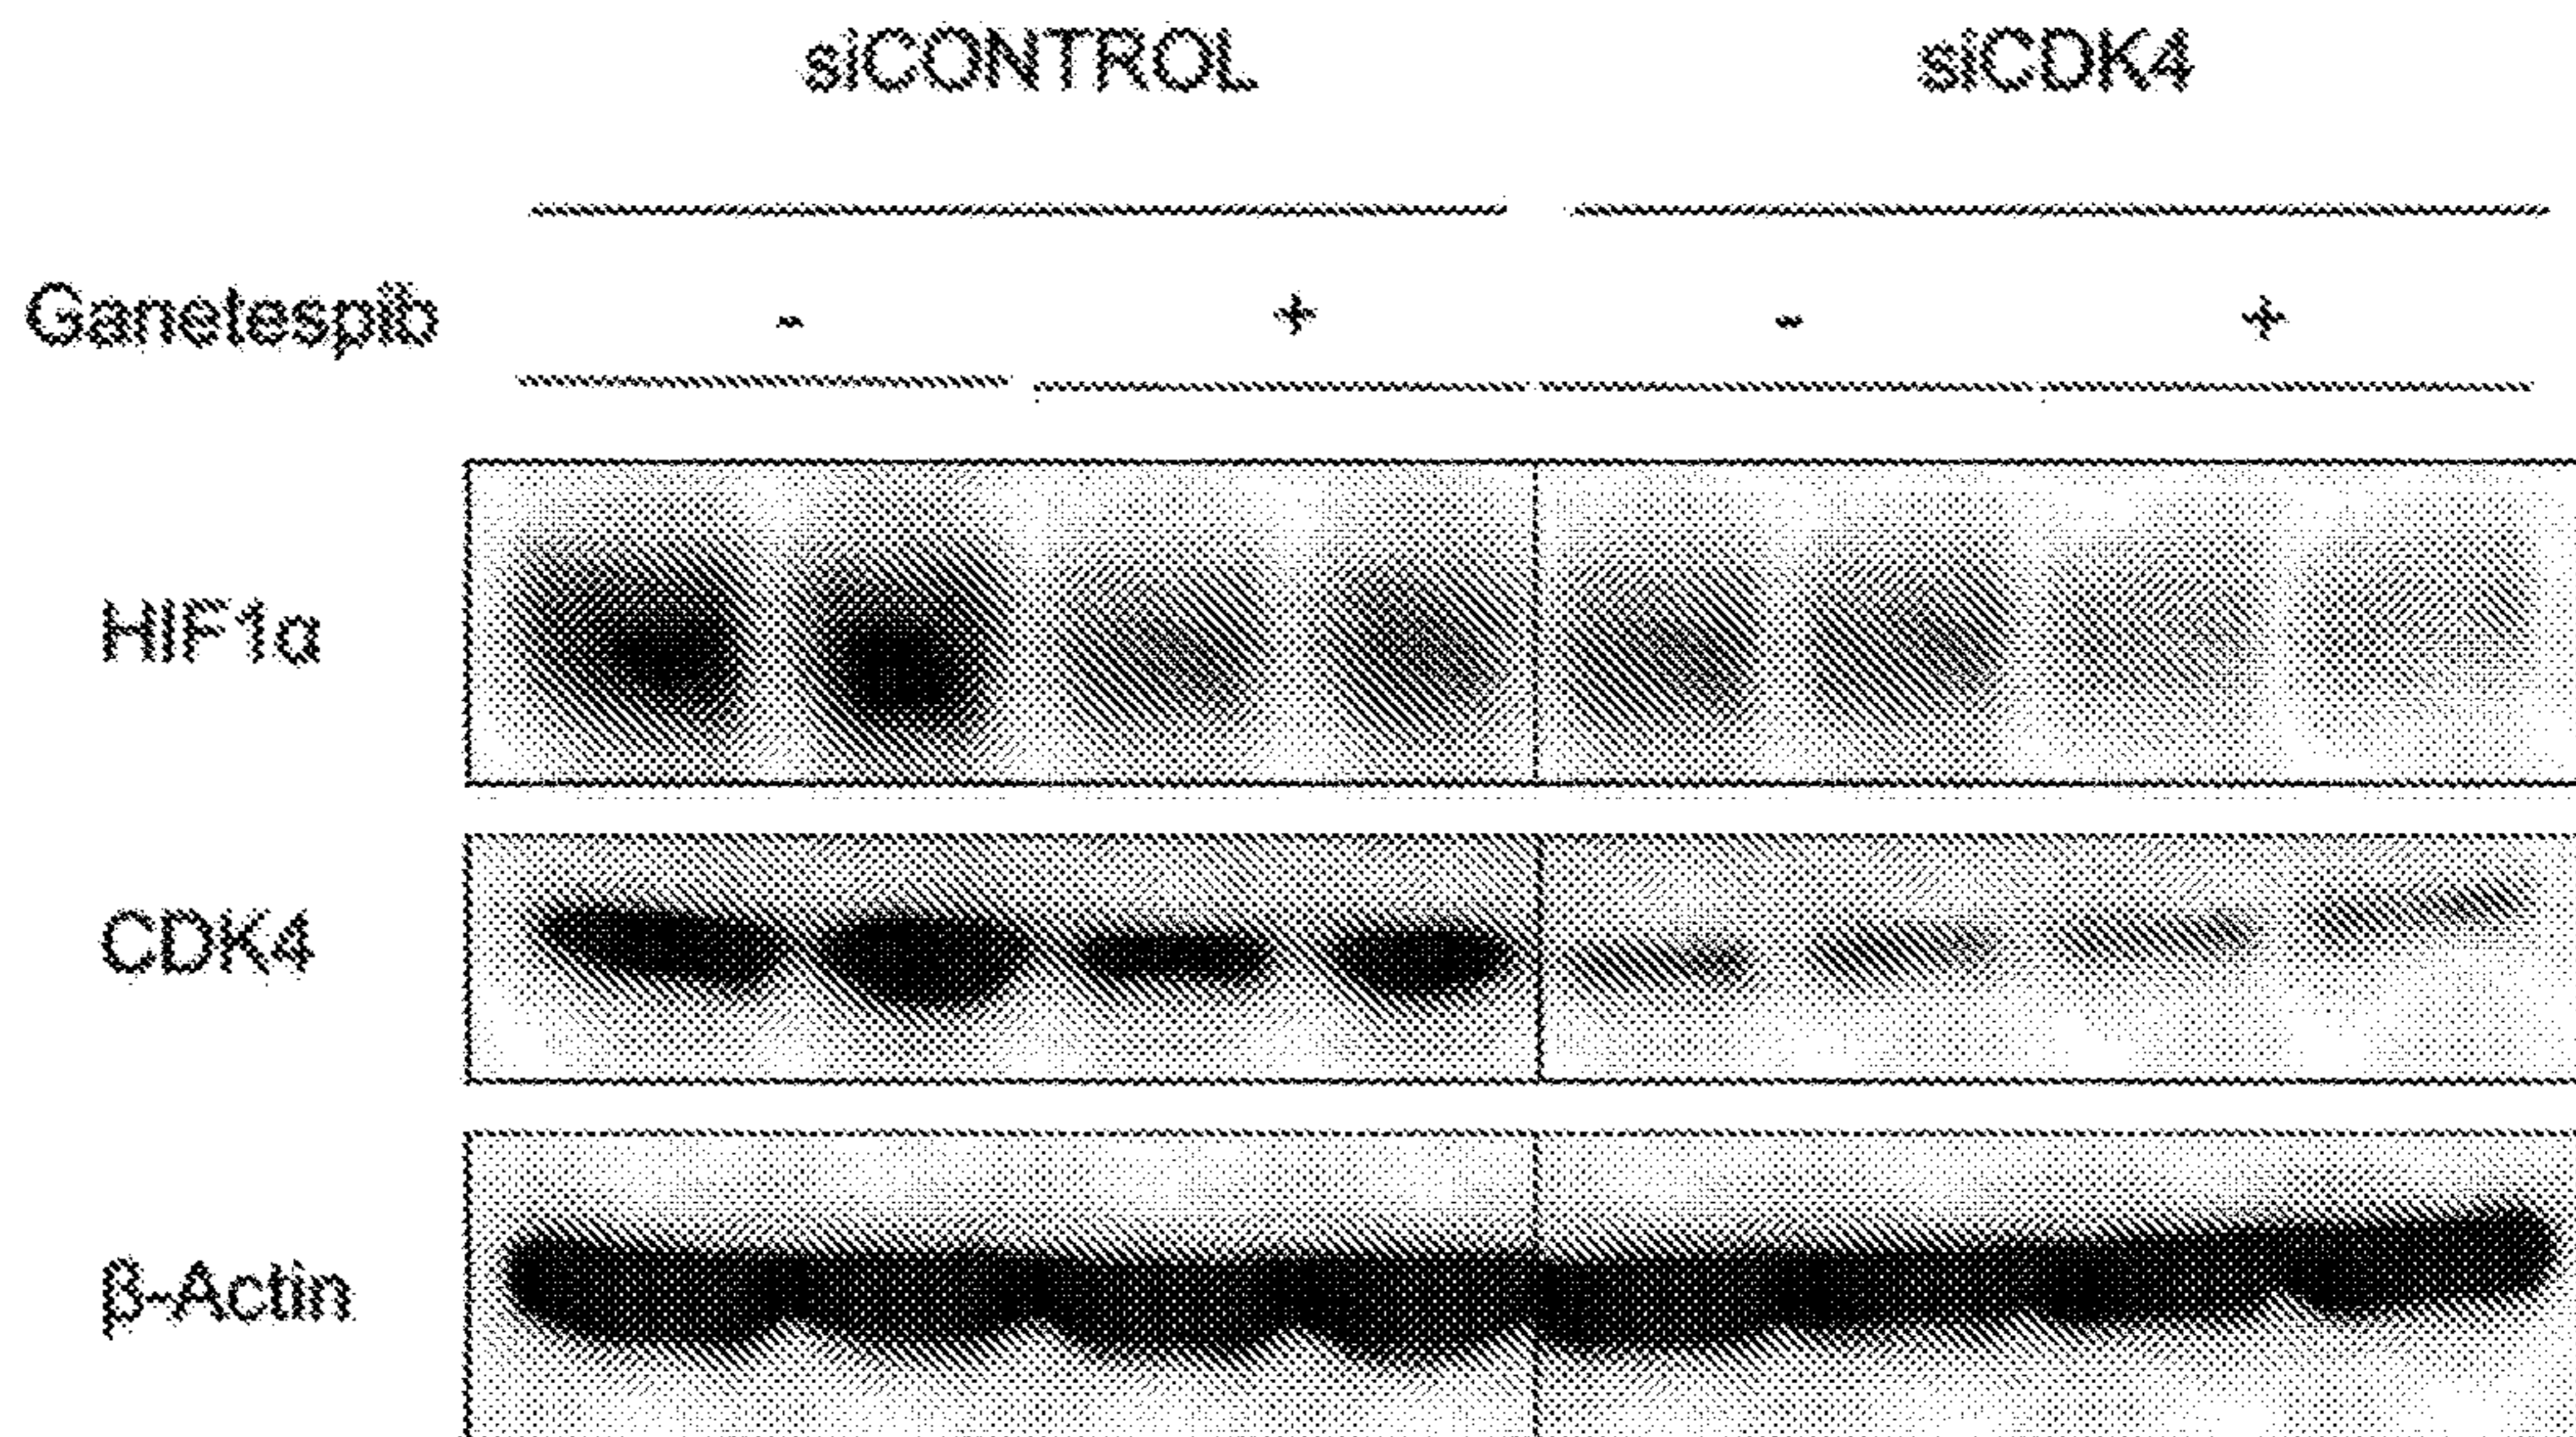 siCONTROL siCDK4
Ganetespib - + - +
HIF1α
CDK4
β-Actin